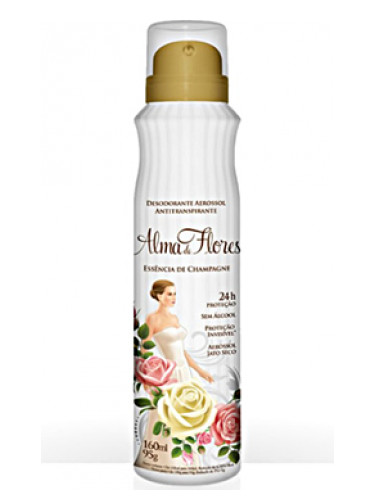 Desodorante Aerossol
Antitranspirante
Alma de Flores
Essência de Champagne
24h
Proteção
Sem Álcool
Proteção
Invisível*
Aerossol
Jato Seco
160ml
95g